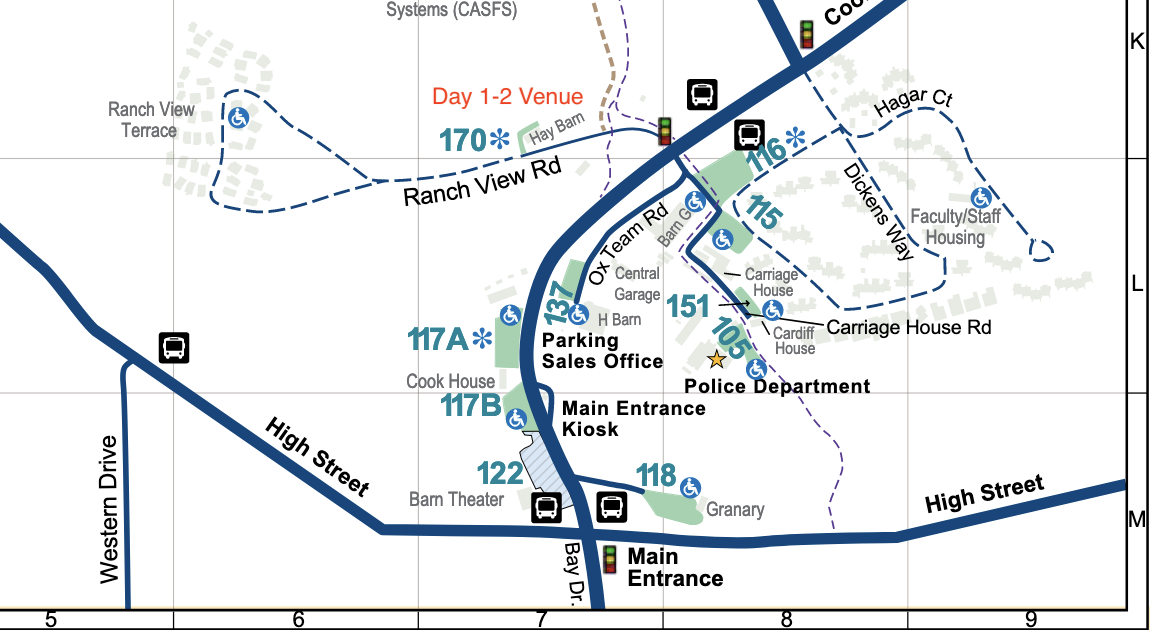 Systems (CASFS)
Coo
K
Day 1-2 Venue
Ranch View
Terrace
170*
Hay Barn
Hagar Ct
116*
Ranch View Rd
Dickens Way
115
Ox Team Rd
Barn G
Faculty/Staff
Housing
Central
Garage
Carriage
House
L
137
151
H Barn
Carriage House Rd
117A*
Parking
Sales Office
105
Cardiff
House
Cook House
Police Department
117B
Main Entrance
Kiosk
High Street
Western Drive
122
118
Barn Theater
Granary
High Street
M
Bay Dr.
Main
Entrance
5
6
7
8
9